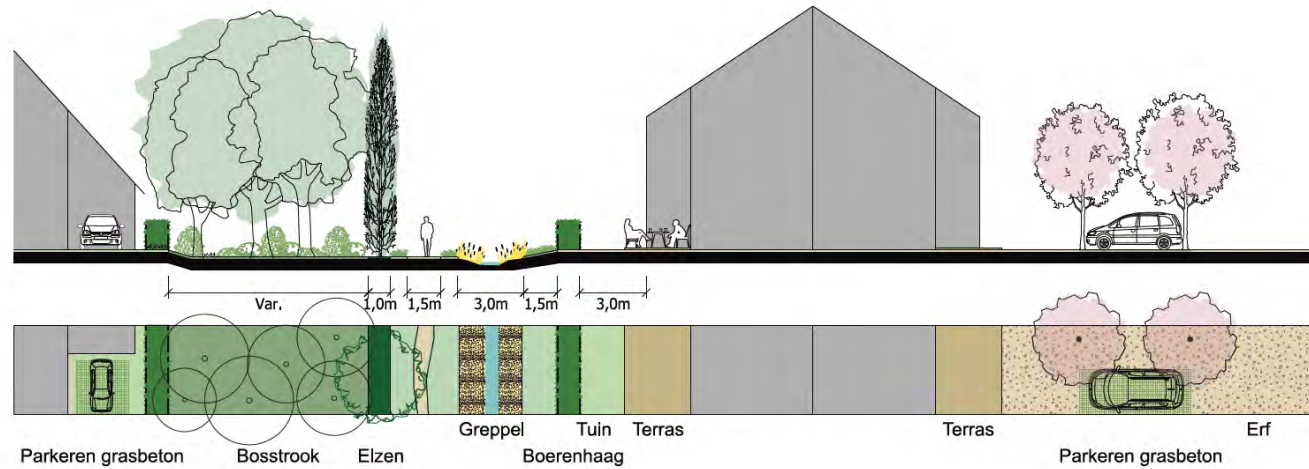 Var.
1,0m
1,5m
3,0m
1,5m
3,0m
Greppel
Tuin
Terras
Terras
Erf
Parkeren grasbeton
Bosstrook
Elzen
Boerenhaag
Parkeren grasbeton